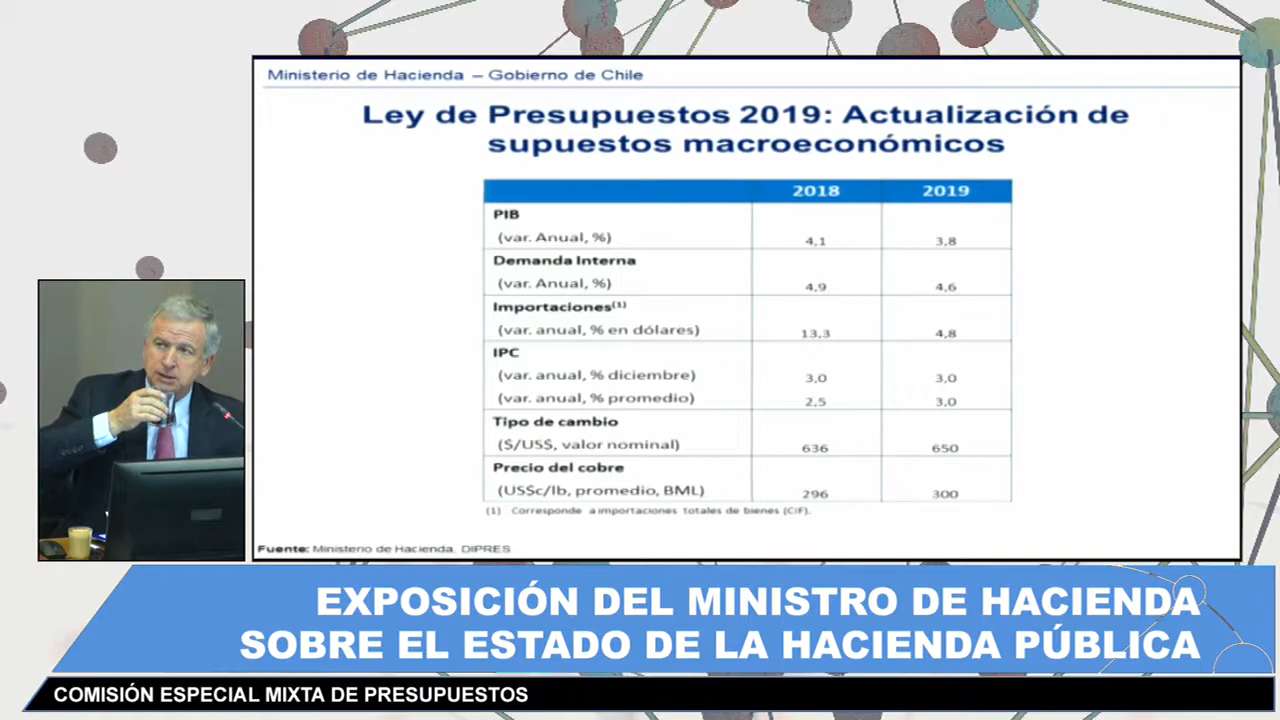 Ministerio de Hacienda – Gobierno de Chile
Ley de Presupuestos 2019: Actualización de
supuestos macroeconómicos
2018 2019
PIB
(var. Anual, %) 4,1 3,8
Demanda Interna
(var. Anual, %) 4,9 4,6
Importaciones(1)
(var. anual, % en dólares) 13,3 4,8
IPC
(var. anual, % diciembre) 3,0 3,0
(var. anual, % promedio) 2,5 3,0
Tipo de cambio
($/US$, valor nominal) 636 650
Precio del cobre
(US$c/lb, promedio, BML) 296 300
(1) Corresponde a importaciones totales de bienes (CIF).
Fuente: Ministerio de Hacienda. DIPRES
EXPOSICIÓN DEL MINISTRO DE HACIENDA
SOBRE EL ESTADO DE LA HACIENDA PÚBLICA
COMISIÓN ESPECIAL MIXTA DE PRESUPUESTOS